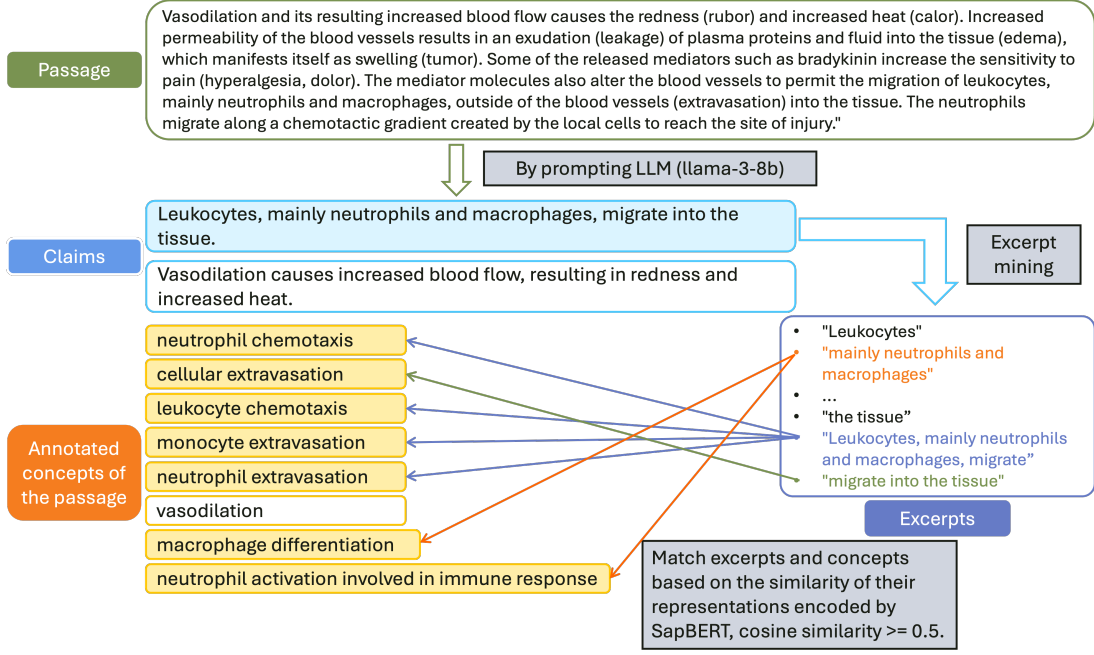 Passage
Vasodilation and its resulting increased blood flow causes the redness (rubor) and increased heat (calor). Increased
permeability of the blood vessels results in an exudation (leakage) of plasma proteins and fluid into the tissue (edema),
which manifests itself as swelling (tumor). Some of the released mediators such as bradykinin increase the sensitivity to
pain (hyperalgesia, dolor). The mediator molecules also alter the blood vessels to permit the migration of leukocytes,
mainly neutrophils and macrophages, outside of the blood vessels (extravasation) into the tissue. The neutrophils
migrate along a chemotactic gradient created by the local cells to reach the site of injury."
By prompting LLM (llama-3-8b)
Claims
Leukocytes, mainly neutrophils and macrophages, migrate into the
tissue.
Vasodilation causes increased blood flow, resulting in redness and
increased heat.
Excerpt
mining
Annotated
concepts of
the passage
neutrophil chemotaxis
cellular extravasation
leukocyte chemotaxis
monocyte extravasation
neutrophil extravasation
vasodilation
macrophage differentiation
neutrophil activation involved in immune response
• "Leukocytes"
• "mainly neutrophils and
macrophages"
• ...
• "the tissue”
• "Leukocytes, mainly neutrophils
and macrophages, migrate”
• "migrate into the tissue"
Excerpts
Match excerpts and concepts
based on the similarity of their
representations encoded by
SapBERT, cosine similarity >= 0.5.